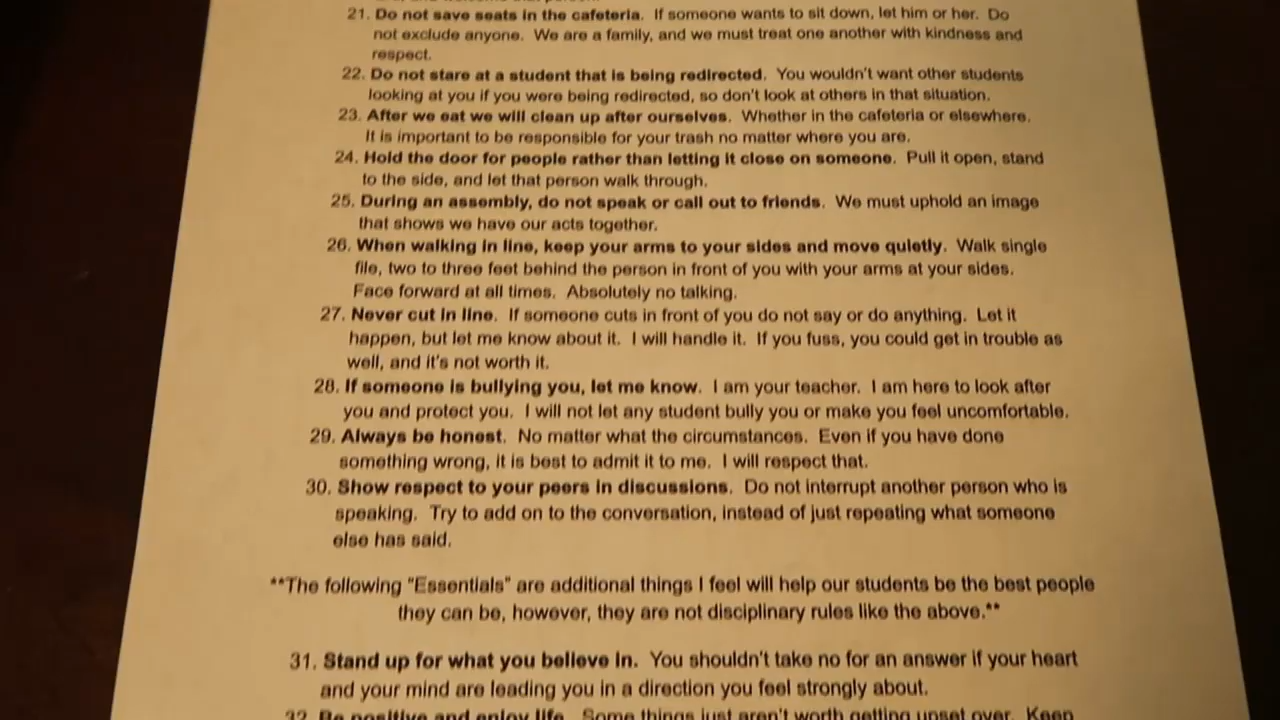 21. Do not save seats in the cafeteria. If someone wants to sit down, let him or her. Do
not exclude anyone. We are a family, and we must treat one another with kindness and
respect.
22. Do not stare at a student that is being redirected. You wouldn't want other students
looking at you if you were being redirected, so don't look at others in that situation.
23. After we eat we will clean up after ourselves. Whether in the cafeteria or elsewhere.
It is important to be responsible for your trash no matter where you are.
24. Hold the door for people rather than letting it close on someone. Pull it open, stand
to the side, and let that person walk through.
25. During an assembly, do not speak or call out to friends. We must uphold an image
that shows we have our acts together.
26. When walking in line, keep your arms to your sides and move quietly. Walk single
file, two to three feet behind the person in front of you with your arms at your sides.
Face forward at all times. Absolutely no talking.
27. Never cut in line. If someone cuts in front of you do not say or do anything. Let it
happen, but let me know about it. I will handle it. If you fuss, you could get in trouble as
well, and it's not worth it.
28. If someone is bullying you, let me know. I am your teacher. I am here to look after
you and protect you. I will not let any student bully you or make you feel uncomfortable.
29. Always be honest. No matter what the circumstances. Even if you have done
something wrong, it is best to admit it to me. I will respect that.
30. Show respect to your peers in discussions. Do not interrupt another person who is
speaking. Try to add on to the conversation, instead of just repeating what someone
else has said.
**The following "Essentials" are additional things I feel will help our students be the best people
they can be, however, they are not disciplinary rules like the above.**
31. Stand up for what you believe in. You shouldn't take no for an answer if your heart
and your mind are leading you in a direction you feel strongly about.
32. Be positive and enjoy life. Some things just aren't worth getting upset over. Keep